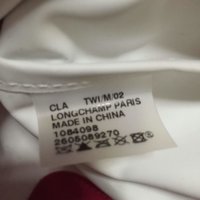 CLA TWI/M/02
LONGCHAMP PARIS
MADE IN CHINA
1084098
2605089270